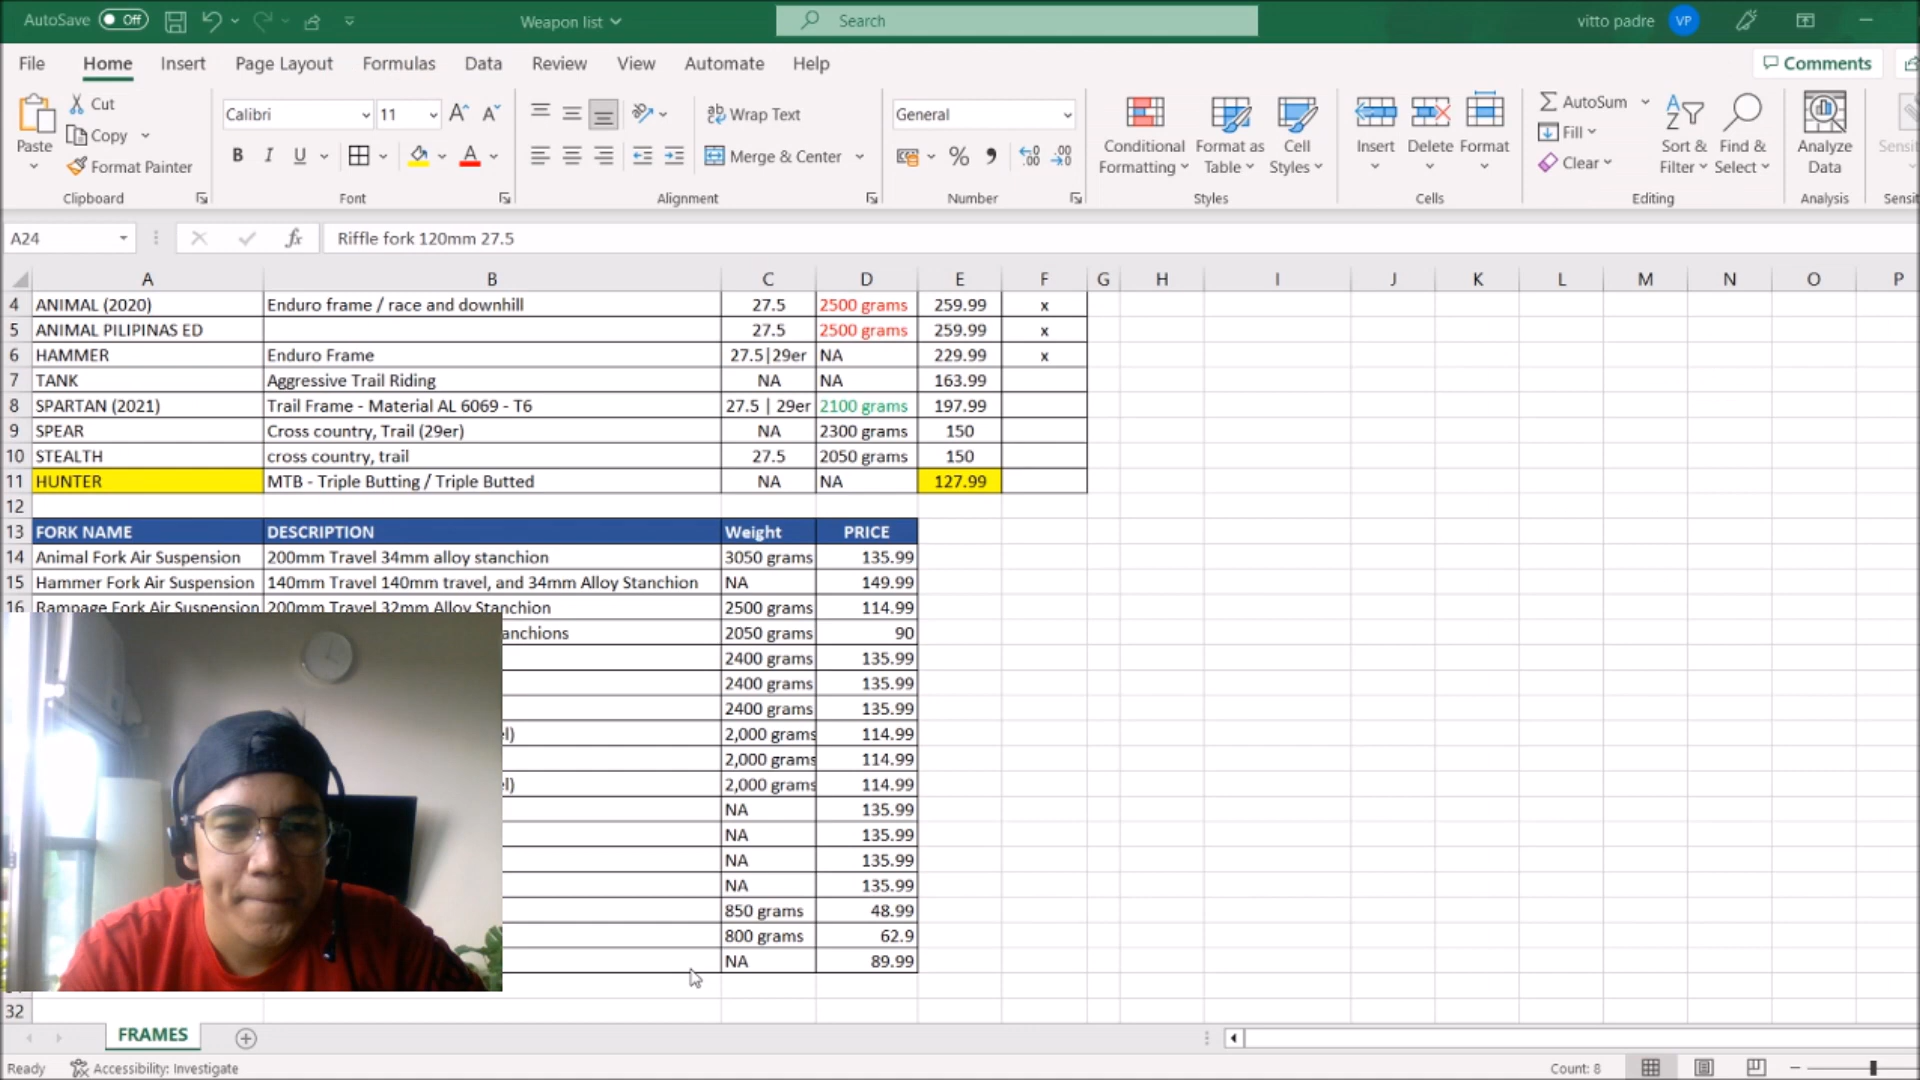 AutoSave Off Weapon list Search vitto padre VP
File Home Insert Page Layout Formulas Data Review View Automate Help Comments
Paste Cut Copy Format Painter Clipboard
Calibri 11 A A B I U A Font
Wrap Text Merge & Center Alignment
General % Number
Conditional Formatting Format as Table Cell Styles Styles
Insert Delete Format Cells
AutoSum Fill Clear Sort & Filter Find & Select Editing
Analyze Data Analysis
A24 fx Riffle fork 120mm 27.5
A B C D E F G H I J K L M N O P
4 ANIMAL (2020) Enduro frame / race and downhill 27.5 2500 grams 259.99 x
5 ANIMAL PILIPINAS ED 27.5 2500 grams 259.99 x
6 HAMMER Enduro Frame 27.5|29er NA 229.99 x
7 TANK Aggressive Trail Riding NA NA 163.99
8 SPARTAN (2021) Trail Frame - Material AL 6069 - T6 27.5 | 29er 2100 grams 197.99
9 SPEAR Cross country, Trail (29er) NA 2300 grams 150
10 STEALTH cross country, trail 27.5 2050 grams 150
11 HUNTER MTB - Triple Butting / Triple Butted NA NA 127.99
12
13 FORK NAME DESCRIPTION Weight PRICE
14 Animal Fork Air Suspension 200mm Travel 34mm alloy stanchion 3050 grams 135.99
15 Hammer Fork Air Suspension 140mm Travel 140mm travel, and 34mm Alloy Stanchion NA 149.99
16 Rampage Fork Air Suspension 200mm Travel 32mm Alloy Stanchion 2500 grams 114.99
anchions 2050 grams 90
2400 grams 135.99
2400 grams 135.99
2400 grams 135.99
el) 2,000 grams 114.99
2,000 grams 114.99
el) 2,000 grams 114.99
NA 135.99
NA 135.99
NA 135.99
NA 135.99
850 grams 48.99
800 grams 62.9
NA 89.99
32
FRAMES
Ready Accessibility: Investigate Count: 8